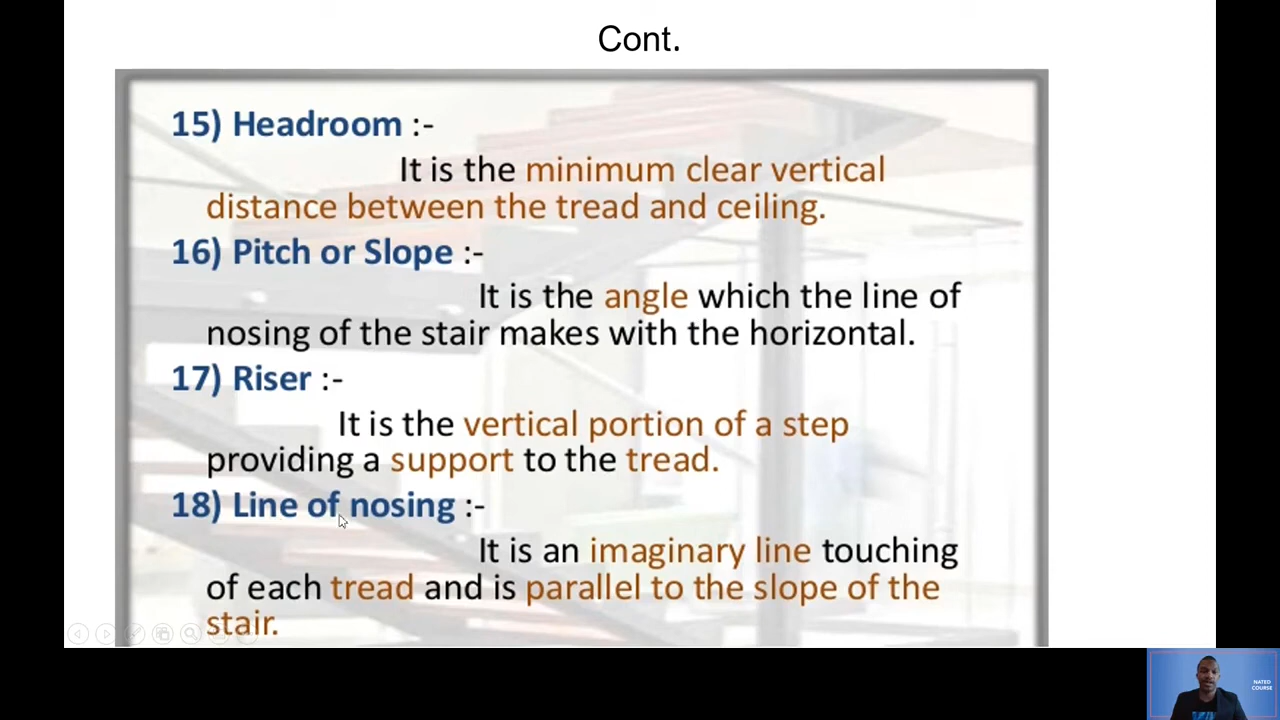 Cont.
15) Headroom :-
It is the minimum clear vertical
distance between the tread and ceiling.
16) Pitch or Slope :-
It is the angle which the line of
nosing of the stair makes with the horizontal.
17) Riser :-
It is the vertical portion of a step
providing a support to the tread.
18) Line of nosing :-
It is an imaginary line touching
of each tread and is parallel to the slope of the
stair.
NATED
COURSE